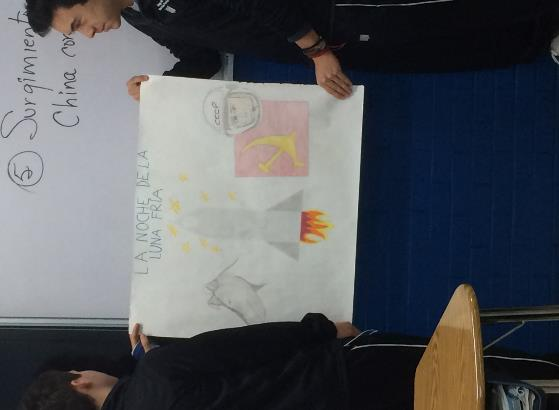 ⑤ Surgimient
China co
LA NOCHE DE LA
LUNA FRÍA
CCCP